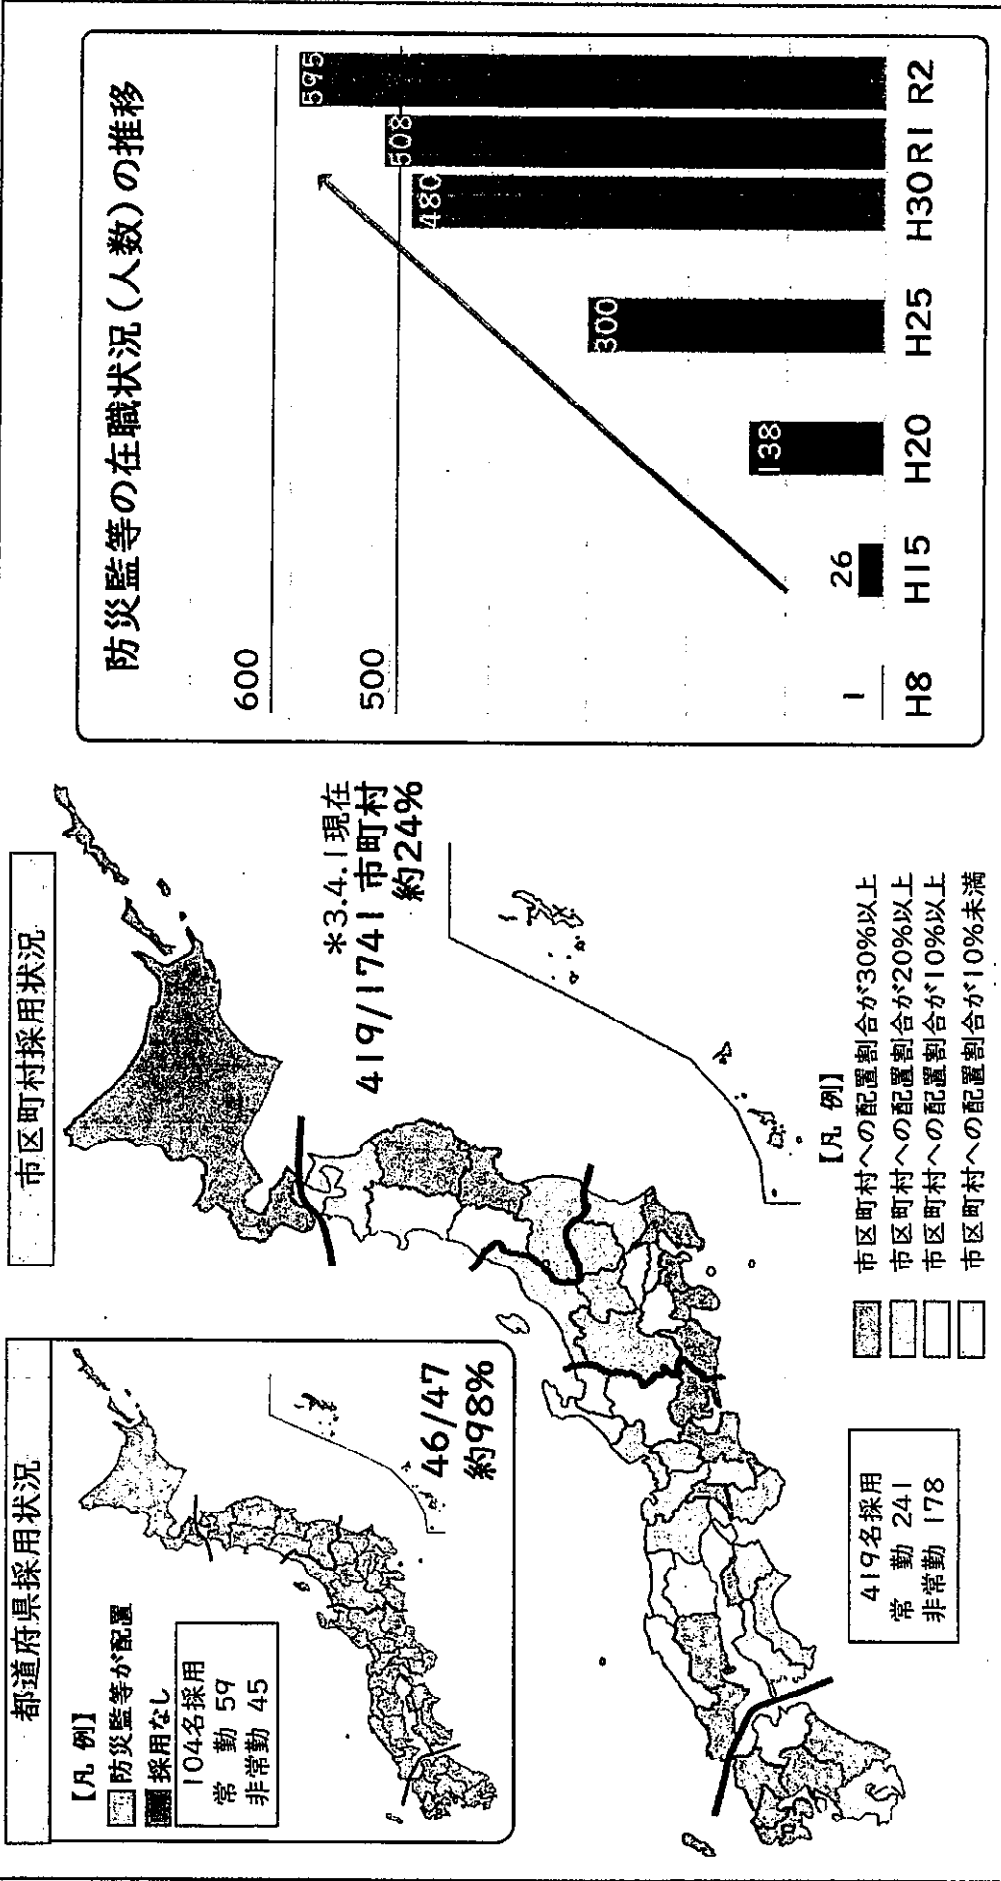 都道府県採用状況
【凡 例】
防災監等が配置
採用なし
104名採用
常 勤 59
非常勤 45
46/47
約98%
市区町村採用状況
*3.4.1現在
419/1741 市町村
約24%
419名採用
常 勤 241
非常勤 178
【凡 例】
市区町村への配置割合が30%以上
市区町村への配置割合が20%以上
市区町村への配置割合が10%以上
市区町村への配置割合が10%未満
防災監等の在職状況(人数)の推移
600
500
1
26
138
300
480
508
595
H8
H15
H20
H25
H30
R1
R2